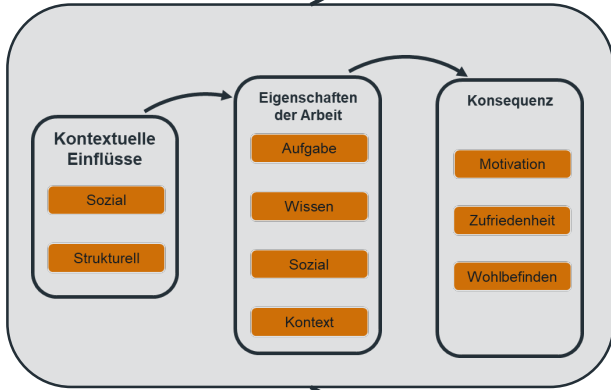 Kontextuelle
Einflüsse
Sozial
Strukturell
Eigenschaften
der Arbeit
Aufgabe
Wissen
Sozial
Kontext
Konsequenz
Motivation
Zufriedenheit
Wohlbefinden